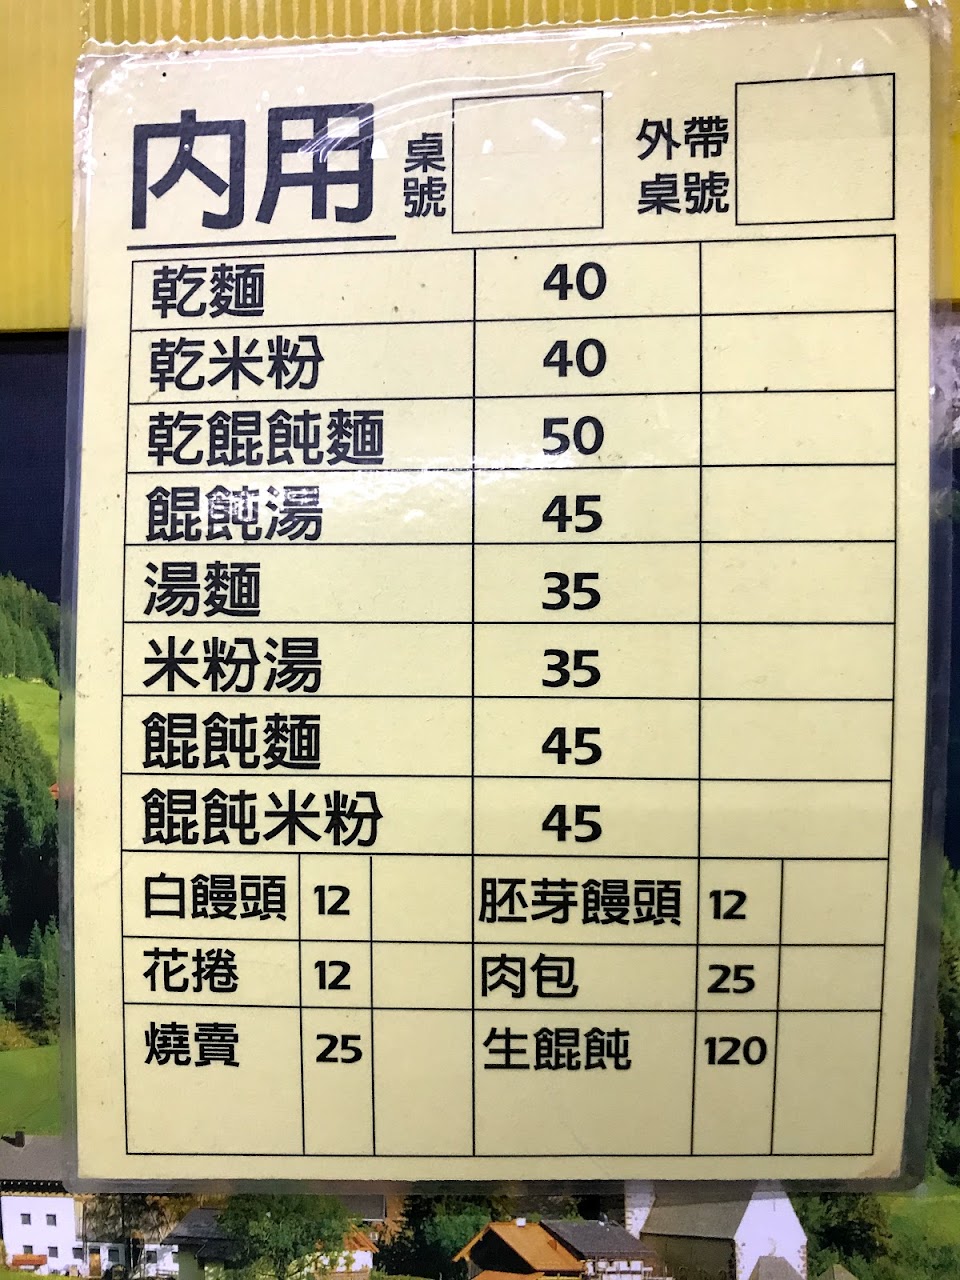 內用 桌號 外帶桌號
乾麵 40
乾米粉 40
乾餛飩麵 50
餛飩湯 45
湯麵 35
米粉湯 35
餛飩麵 45
餛飩米粉 45
白饅頭 12 胚芽饅頭 12
花捲 12 肉包 25
燒賣 25 生餛飩 120